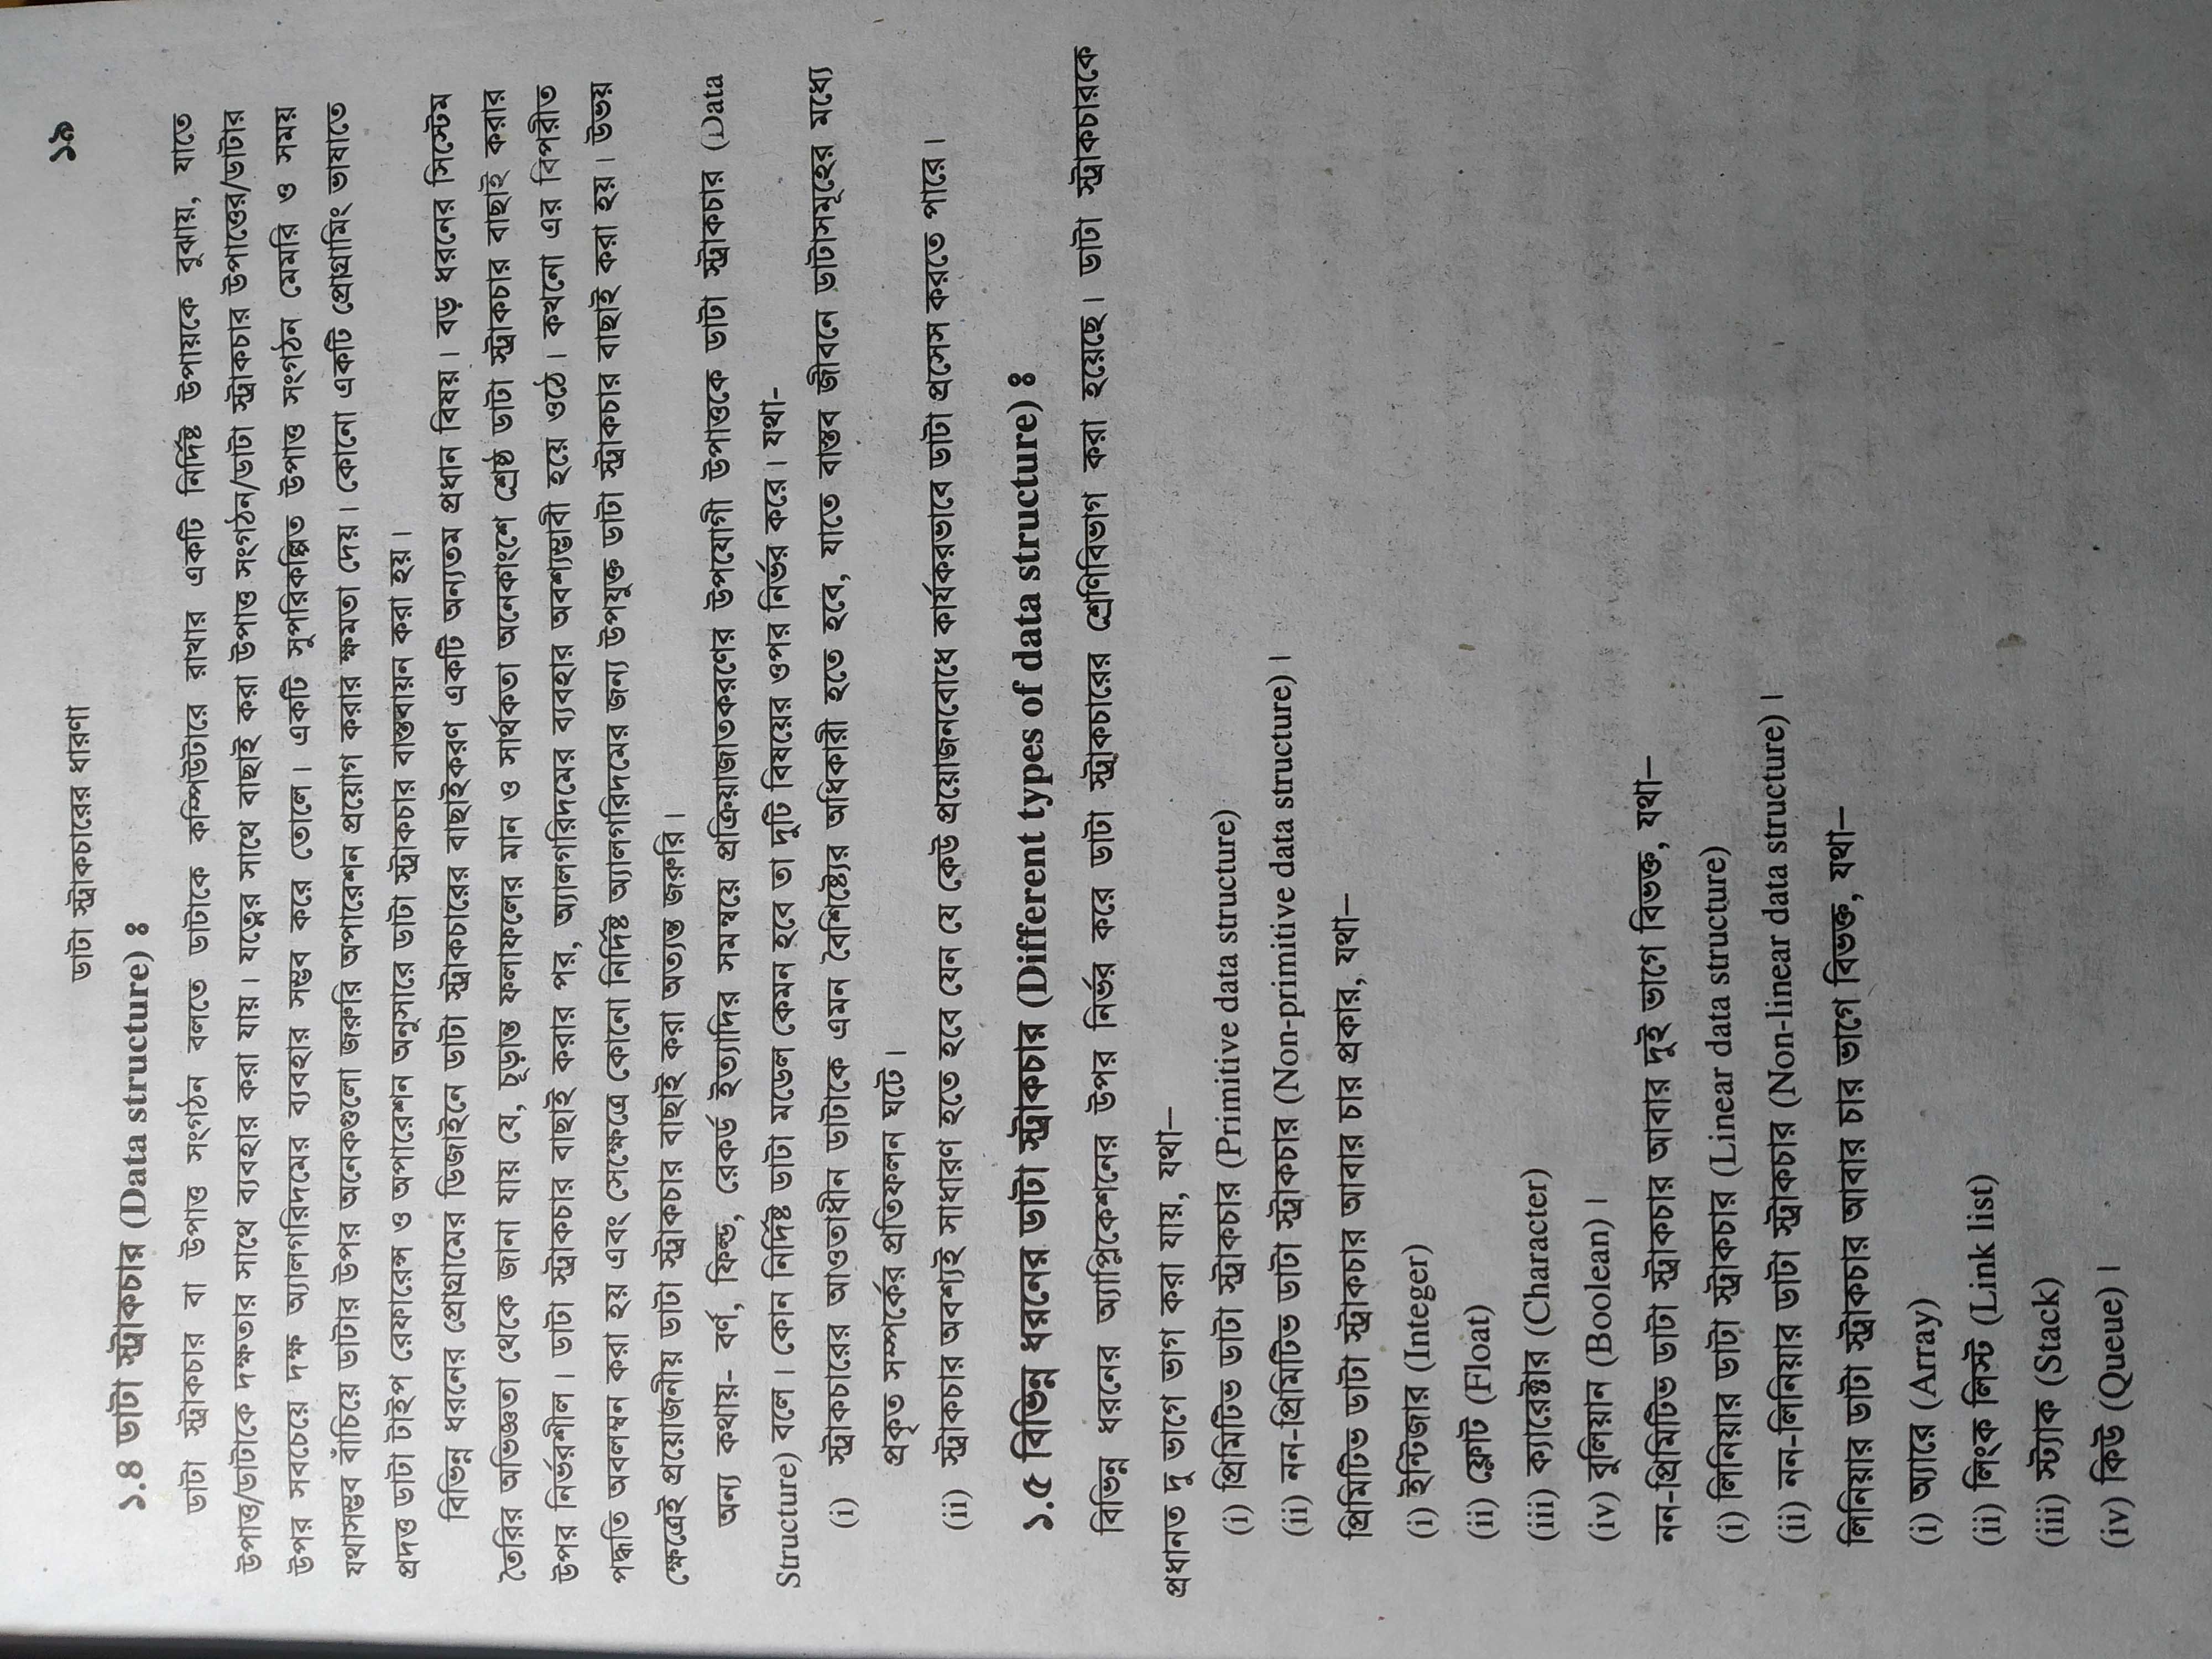 ডাটা স্ট্রাকচারের ধারণা
১৯
১.৪ ডাটা স্ট্রাকচার (Data structure) ঃ
ডাটা স্ট্রাকচার বা উপাত্ত সংগঠন বলতে ডাটাকে কম্পিউটারে রাখার একটি নির্দিষ্ট উপায়কে বুঝায়, যাতে
উপাত্ত/ডাটাকে দক্ষতার সাথে ব্যবহার করা যায়। যত্নের সাথে বাছাই করা উপাত্ত সংগঠন/ডাটা স্ট্রাকচার উপাত্তের/ডাটার
উপর সবচেয়ে দক্ষ অ্যালগরিদমের ব্যবহার সম্ভব করে তোলে। একটি সুপরিকল্পিত উপাত্ত সংগঠন মেমরি ও সময়
যথাসম্ভব বাঁচিয়ে ডাটার উপর অনেকগুলো জরুরি অপারেশন প্রয়োগ করার ক্ষমতা দেয়। কোনো একটি প্রোগ্রামিং ভাষাতে
প্রদত্ত ডাটা টাইপ রেফারেন্স ও অপারেশন অনুসারে ডাটা স্ট্রাকচার বাস্তবায়ন করা হয়।
বিভিন্ন ধরনের প্রোগ্রামের ডিজাইনে ডাটা স্ট্রাকচারের বাছাইকরণ একটি অন্যতম প্রধান বিষয়। বড় ধরনের সিস্টেম
তৈরির অভিজ্ঞতা থেকে জানা যায় যে, চূড়ান্ত ফলাফলের মান ও সার্থকতা অনেকাংশে শ্রেষ্ঠ ডাটা স্ট্রাকচার বাছাই করার
উপর নির্ভরশীল। ডাটা স্ট্রাকচার বাছাই করার পর, অ্যালগরিদমের ব্যবহার অবশ্যম্ভাবী হয়ে ওঠে। কখনো এর বিপরীত
পদ্ধতি অবলম্বন করা হয় এবং সেক্ষেত্রে কোনো নির্দিষ্ট অ্যালগরিদমের জন্য উপযুক্ত ডাটা স্ট্রাকচার বাছাই করা হয়। উভয়
ক্ষেত্রেই প্রয়োজনীয় ডাটা স্ট্রাকচার বাছাই করা অত্যন্ত জরুরি।
অন্য কথায়- বর্ণ, ফিল্ড, রেকর্ড ইত্যাদির সমন্বয়ে প্রক্রিয়াজাতকরণের উপযোগী উপাত্তকে ডাটা স্ট্রাকচার (Data
Structure) বলে। কোন নির্দিষ্ট ডাটা মডেল কেমন হবে তা দুটি বিষয়ের ওপর নির্ভর করে। যথা-
(i) স্ট্রাকচারের আওতাধীন ডাটাকে এমন বৈশিষ্ট্যের অধিকারী হতে হবে, যাতে বাস্তব জীবনে ডাটাসমূহের মধ্যে
প্রকৃত সম্পর্কের প্রতিফলন ঘটে।
(ii) স্ট্রাকচার অবশ্যই সাধারণ হতে হবে যেন যে কেউ প্রয়োজনবোধে কার্যকরভাবে ডাটা প্রসেস করতে পারে।
১.৫ বিভিন্ন ধরনের ডাটা স্ট্রাকচার (Different types of data structure) ঃ
বিভিন্ন ধরনের অ্যাপ্লিকেশনের উপর নির্ভর করে ডাটা স্ট্রাকচারের শ্রেণিবিভাগ করা হয়েছে। ডাটা স্ট্রাকচারকে
প্রধানত দু ভাগে ভাগ করা যায়, যথা—
(i) প্রিমিটিভ ডাটা স্ট্রাকচার (Primitive data structure)
(ii) নন-প্রিমিটিভ ডাটা স্ট্রাকচার (Non-primitive data structure)।
প্রিমিটিভ ডাটা স্ট্রাকচার আবার চার প্রকার, যথা—
(i) ইন্টিজার (Integer)
(ii) ফ্লোট (Float)
(iii) ক্যারেক্টার (Character)
(iv) বুলিয়ান (Boolean)।
নন-প্রিমিটিভ ডাটা স্ট্রাকচার আবার দুই ভাগে বিভক্ত, যথা—
(i) লিনিয়ার ডাটা স্ট্রাকচার (Linear data structure)
(ii) নন-লিনিয়ার ডাটা স্ট্রাকচার (Non-linear data structure)।
লিনিয়ার ডাটা স্ট্রাকচার আবার চার ভাগে বিভক্ত, যথা—
(i) অ্যারে (Array)
(ii) লিংক লিস্ট (Link list)
(iii) স্ট্যাক (Stack)
(iv) কিউ (Queue)।